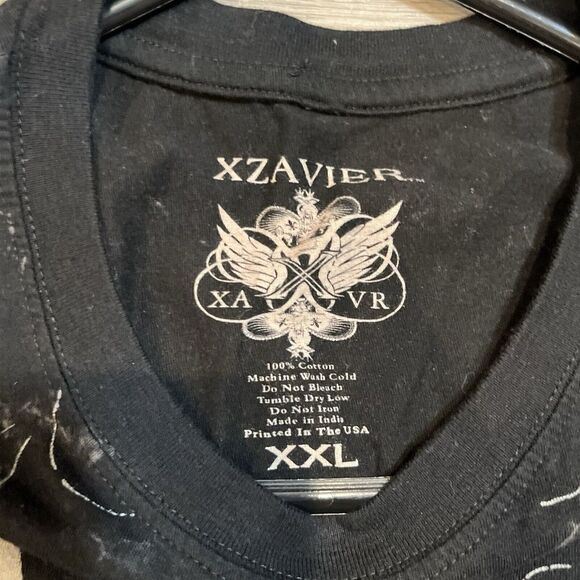 XZAVIER™
XA X VR
100% Cotton
Machine Wash Cold
Do Not Bleach
Tumble Dry Low
Do Not Iron
Made in India
Printed In The USA
XXL